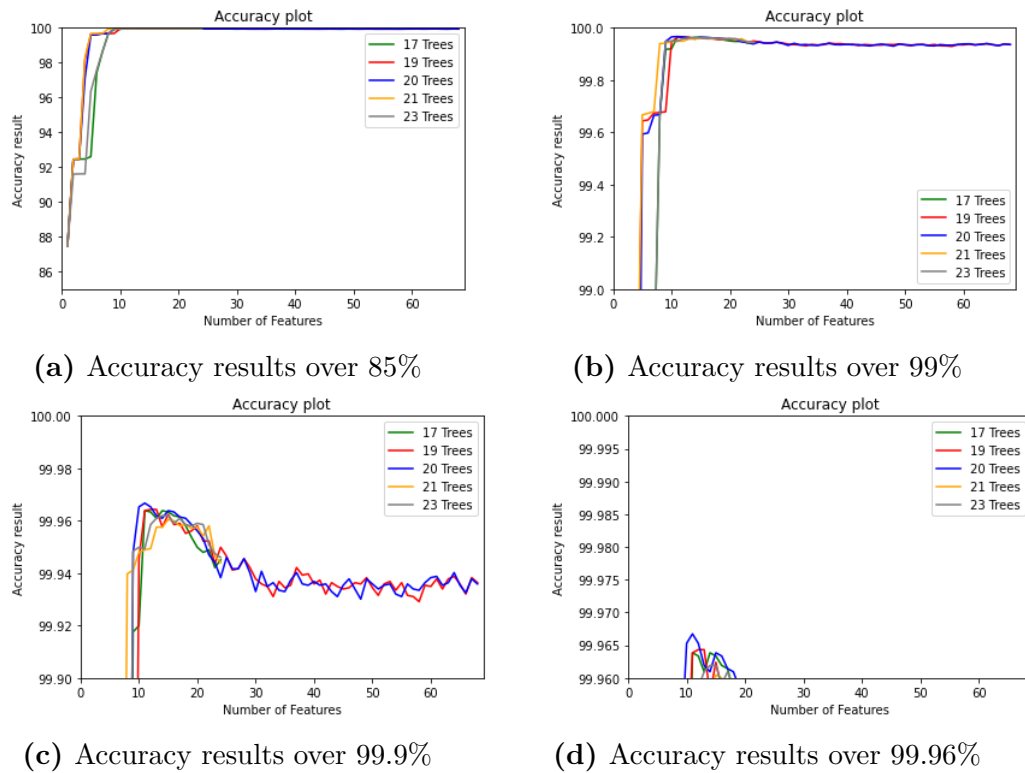 Accuracy plot
100
98
96
94
92
90
88
86
Accuracy result
0
10
20
30
40
50
60
Number of Features
17 Trees
19 Trees
20 Trees
21 Trees
23 Trees
(a) Accuracy results over 85%
Accuracy plot
100.0
99.8
99.6
99.4
99.2
99.0
Accuracy result
0
10
20
30
40
50
60
Number of Features
17 Trees
19 Trees
20 Trees
21 Trees
23 Trees
(b) Accuracy results over 99%
Accuracy plot
100.00
99.98
99.96
99.94
99.92
99.90
Accuracy result
0
10
20
30
40
50
60
Number of Features
17 Trees
19 Trees
20 Trees
21 Trees
23 Trees
(c) Accuracy results over 99.9%
Accuracy plot
100.000
99.995
99.990
99.985
99.980
99.975
99.970
99.965
99.960
Accuracy result
0
10
20
30
40
50
60
Number of Features
17 Trees
19 Trees
20 Trees
21 Trees
23 Trees
(d) Accuracy results over 99.96%